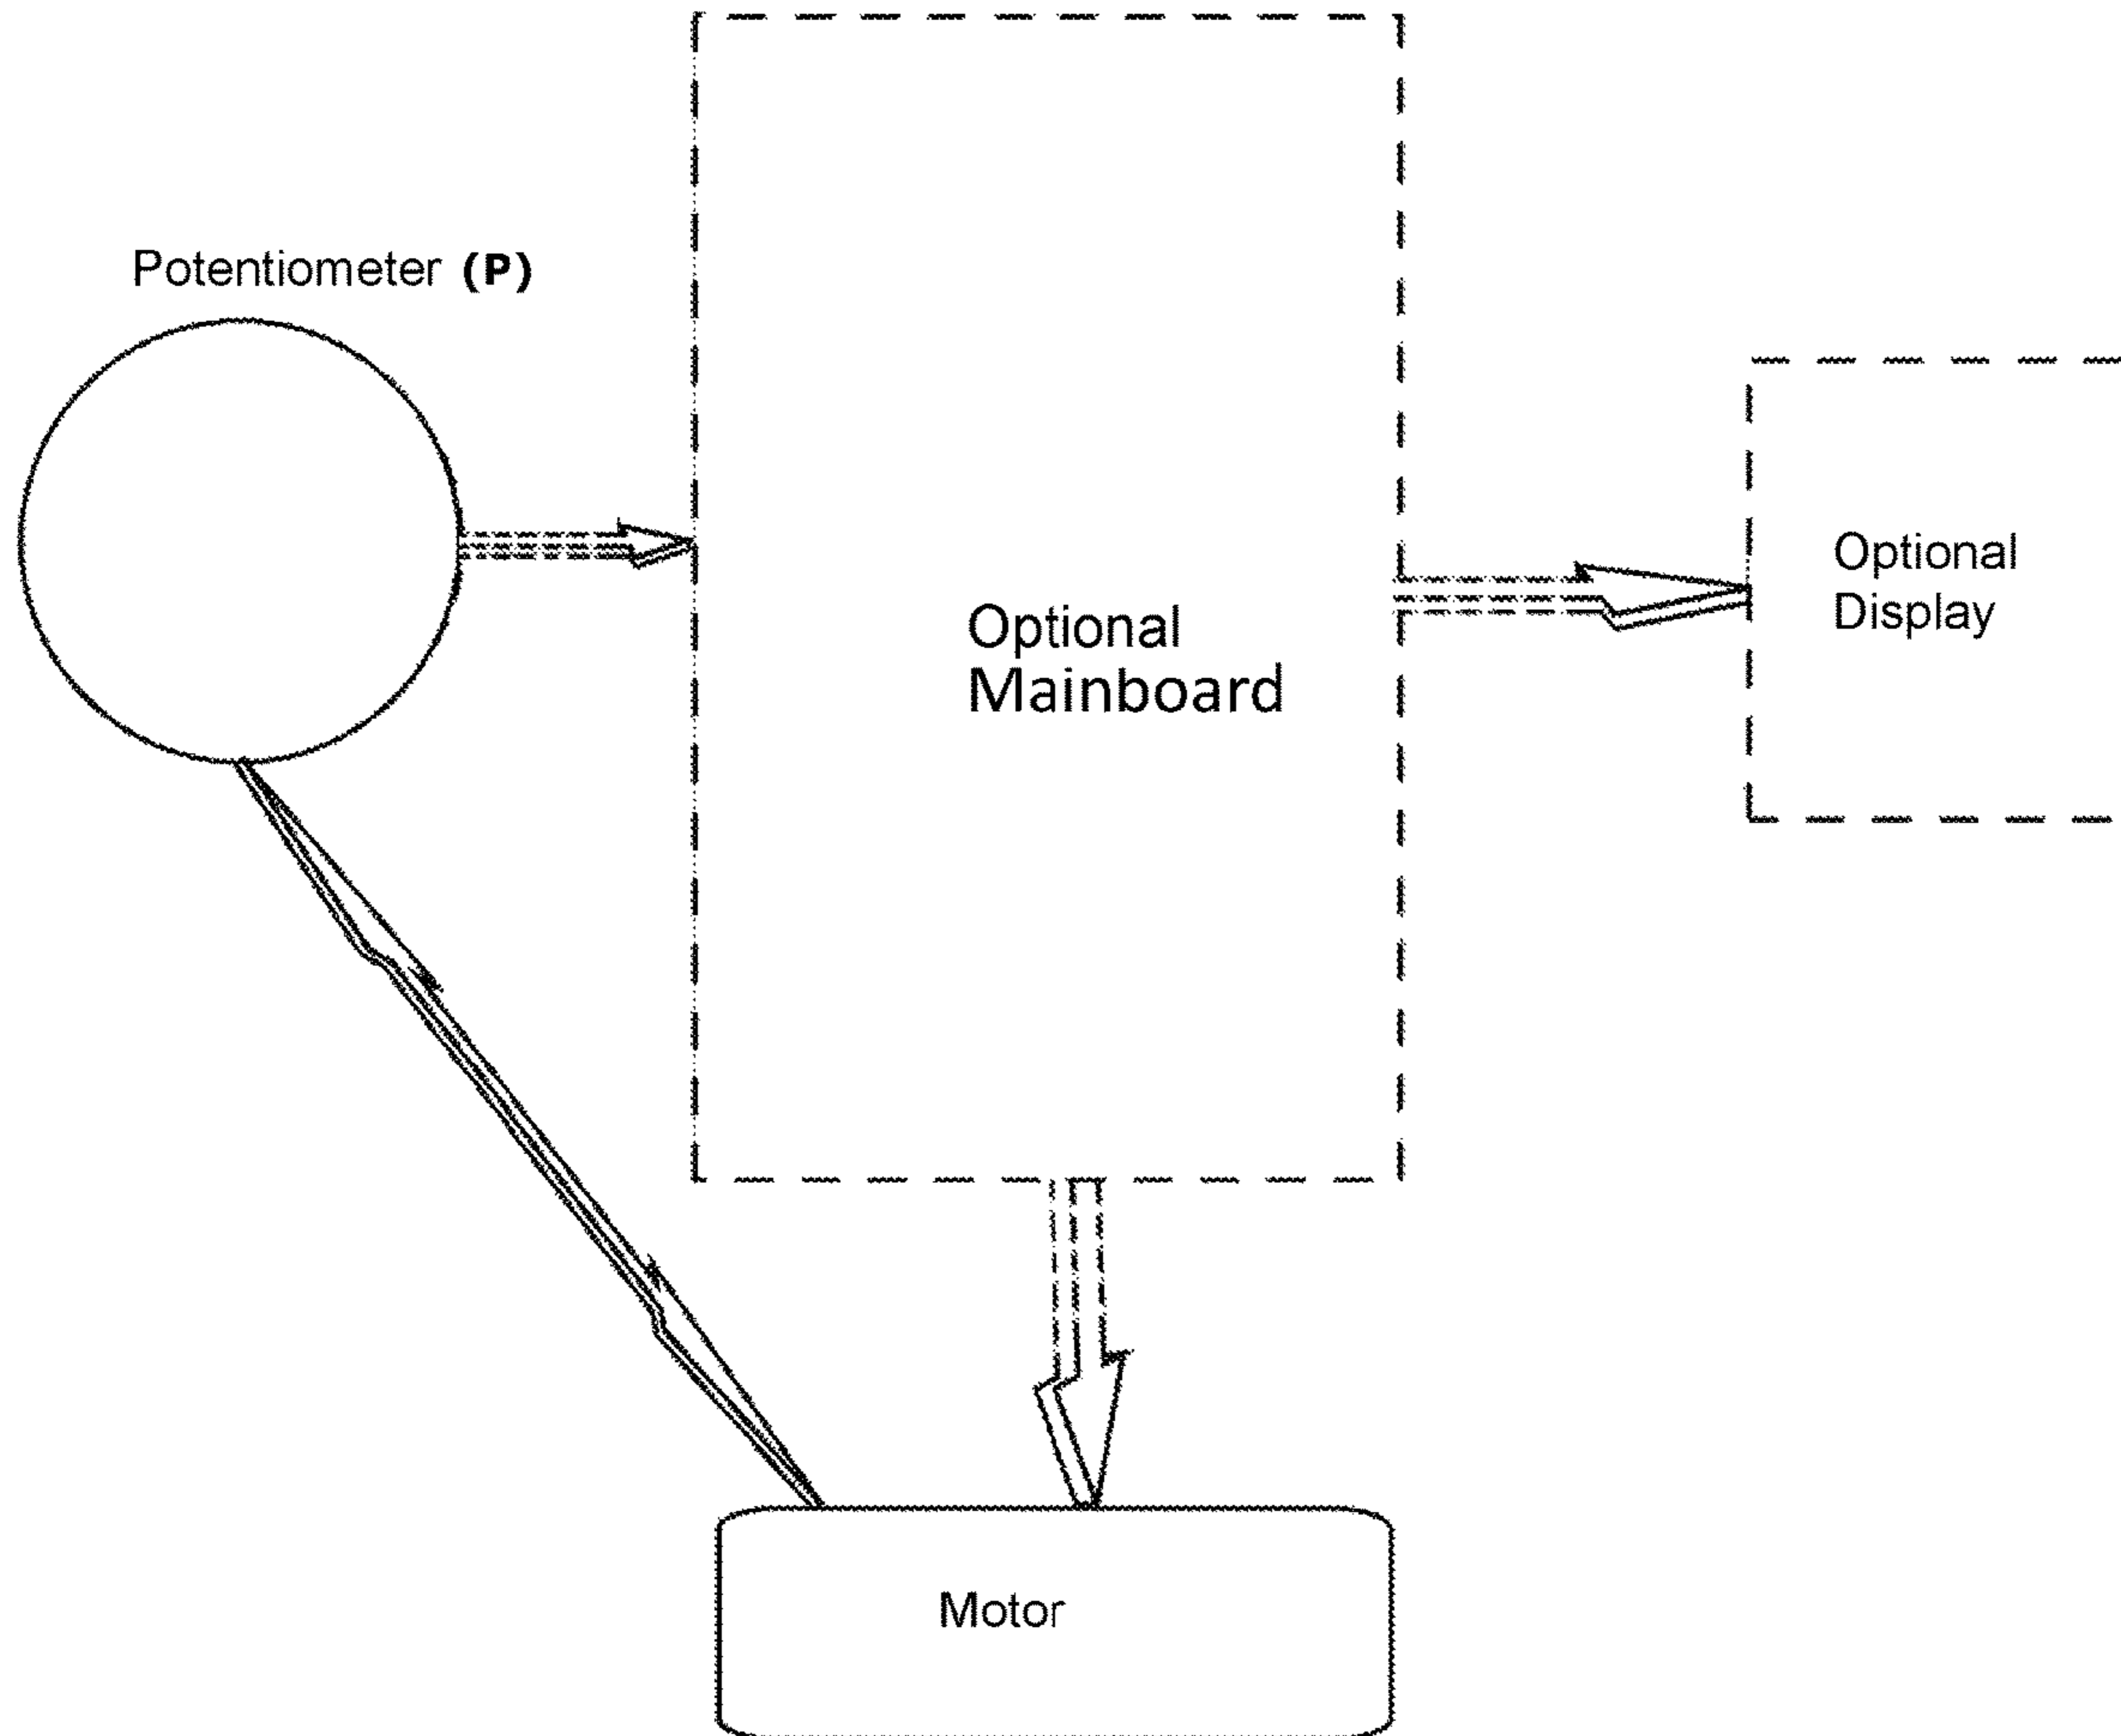 Potentiometer (P)
Optional
Mainboard
Optional
Display
Motor